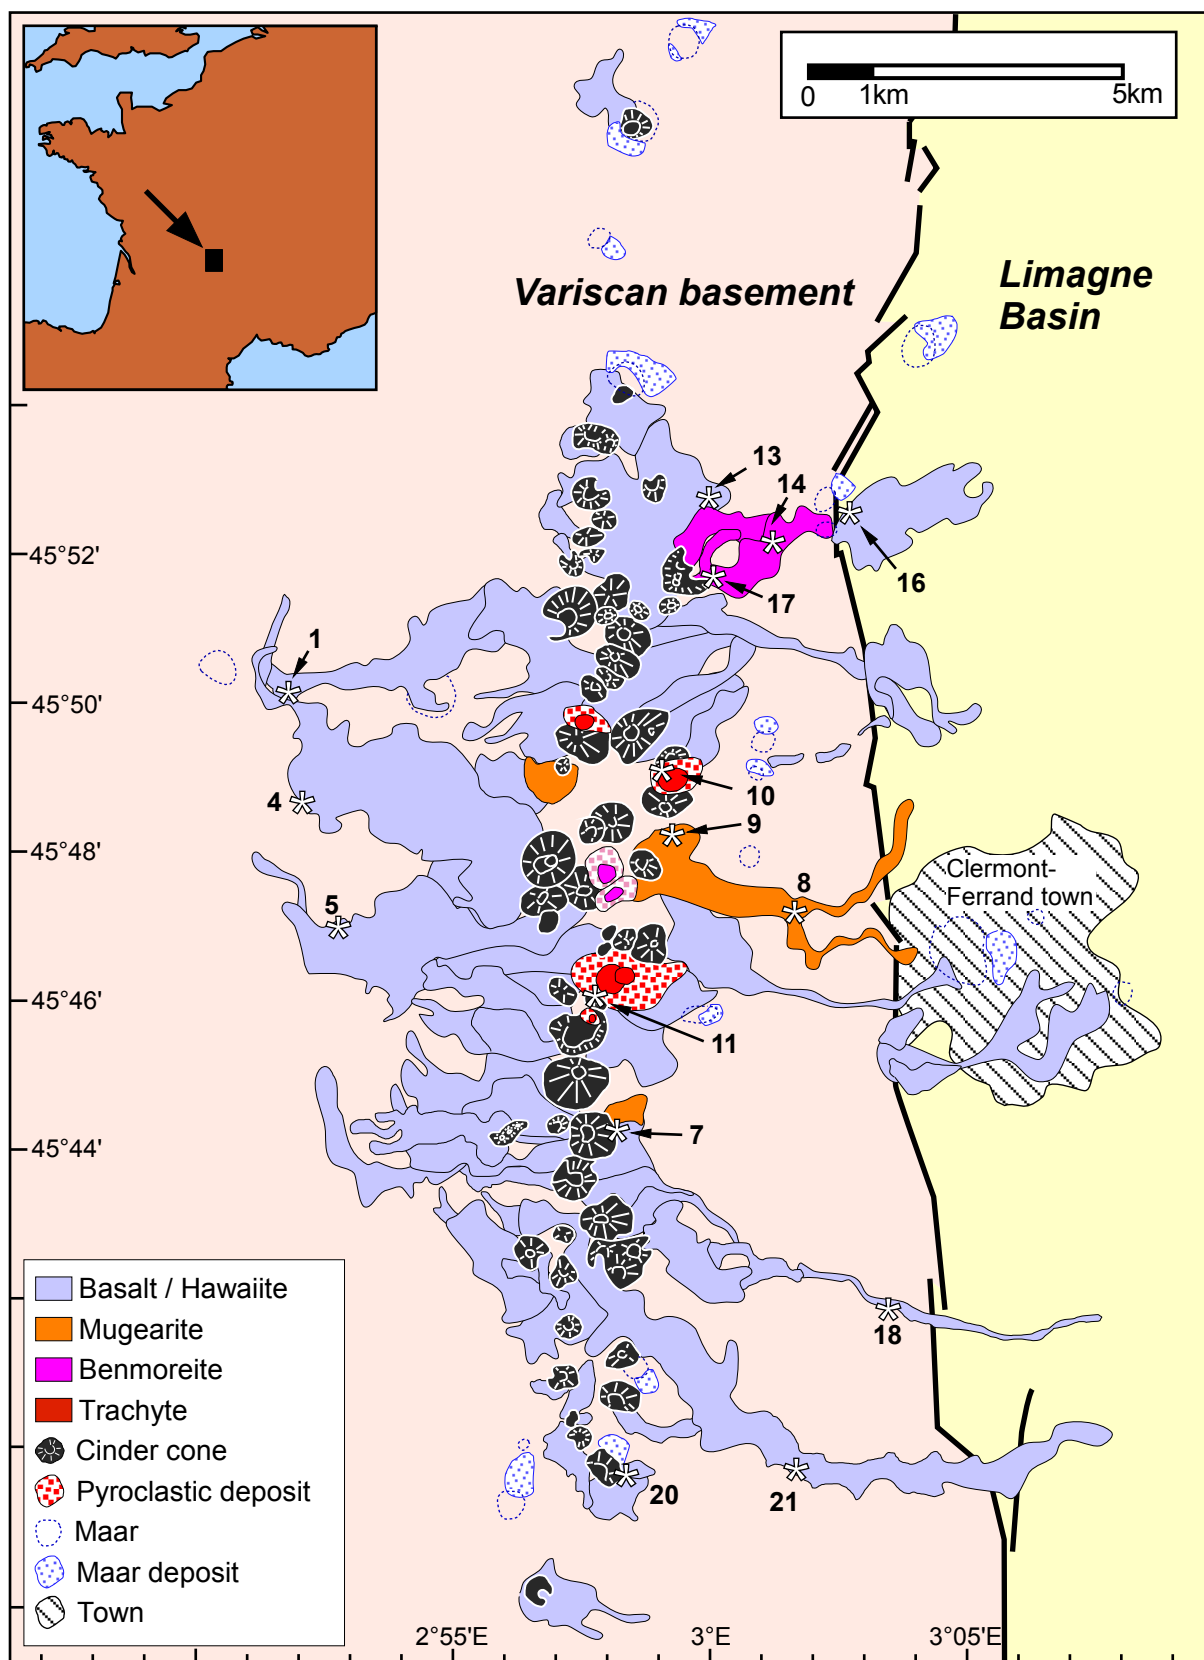 0 1km 5km
Variscan basement
Limagne
Basin
13
14
45°52'
16
17
1
45°50'
4
10
9
45°48'
8
Clermont-
Ferrand town
5
45°46'
11
45°44'
7
18
20
21
Basalt / Hawaiite
Mugearite
Benmoreite
Trachyte
Cinder cone
Pyroclastic deposit
Maar
Maar deposit
Town
2°55'E 3°E 3°05'E